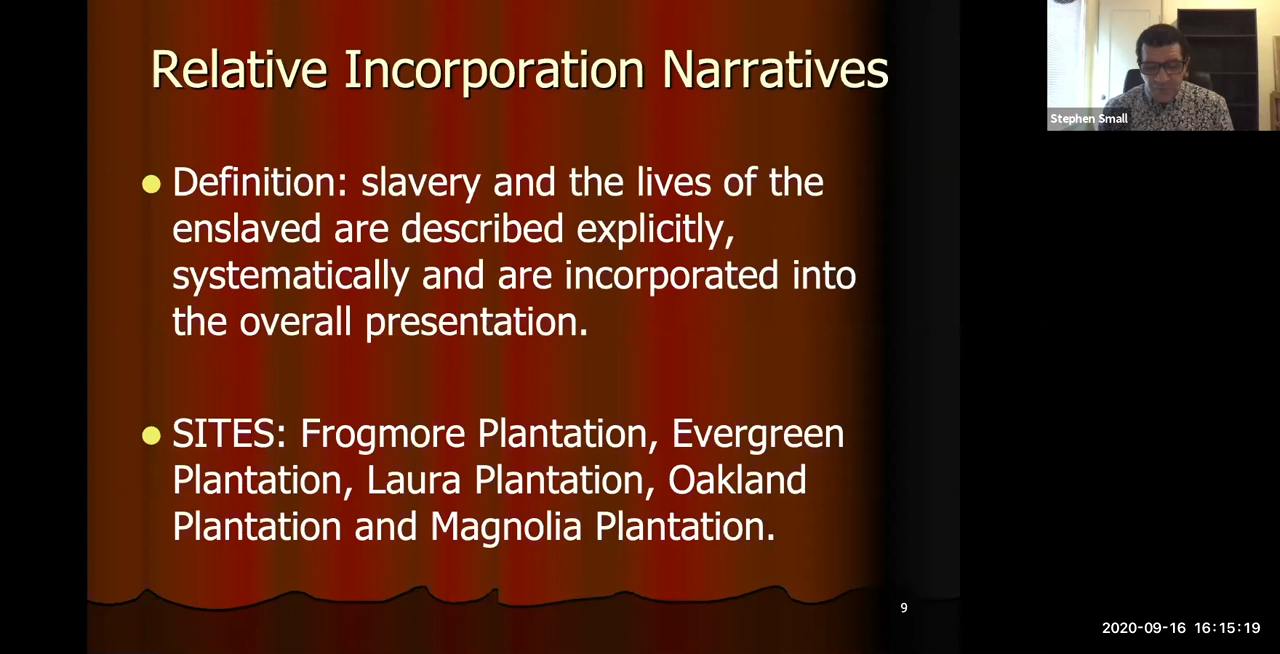 Relative Incorporation Narratives
Stephen Small
Definition: slavery and the lives of the
enslaved are described explicitly,
systematically and are incorporated into
the overall presentation.
SITES: Frogmore Plantation, Evergreen
Plantation, Laura Plantation, Oakland
Plantation and Magnolia Plantation.
9
2020-09-16 16:15:19